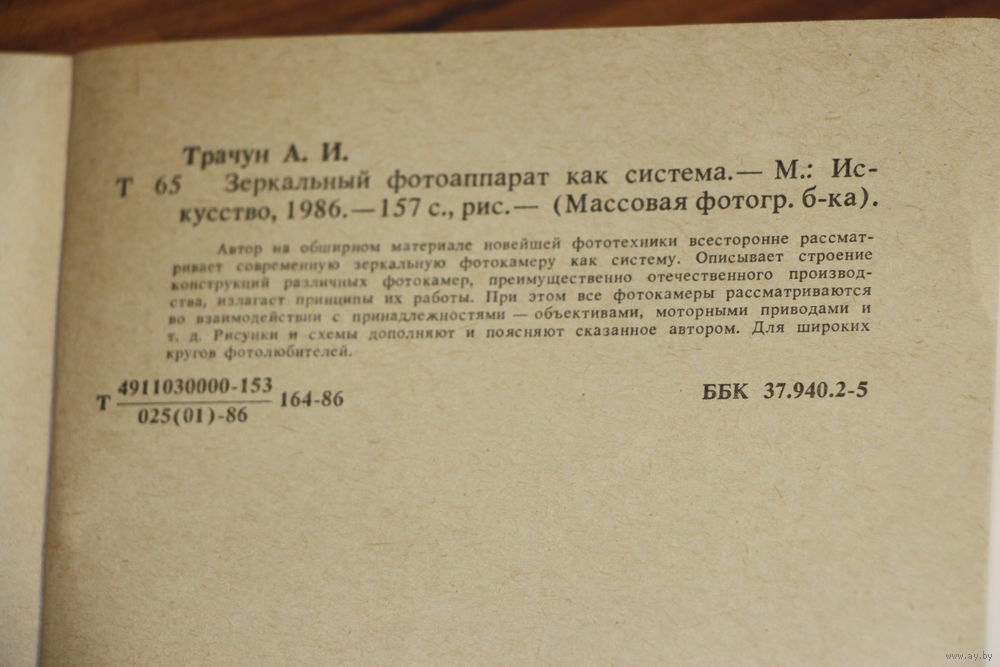 Трачун А. И.
Т 65 Зеркальный фотоаппарат как система.— М.: Ис-
кусство, 1986.—157 с., рис.— (Массовая фотогр. б-ка).
Автор на обширном материале новейшей фототехники всесторонне рассмат-
ривает современную зеркальную фотокамеру как систему. Описывает строение
конструкций различных фотокамер, преимущественно отечественного производ-
ства, излагает принципы их работы. При этом все фотокамеры рассматриваются
во взаимодействии с принадлежностями — объективами, моторными приводами и
т. д. Рисунки и схемы дополняют и поясняют сказанное автором. Для широких
кругов фотолюбителей.
Т 4911030000-153 / 025(01)-86 164-86
ББК 37.940.2-5
www.ay.by